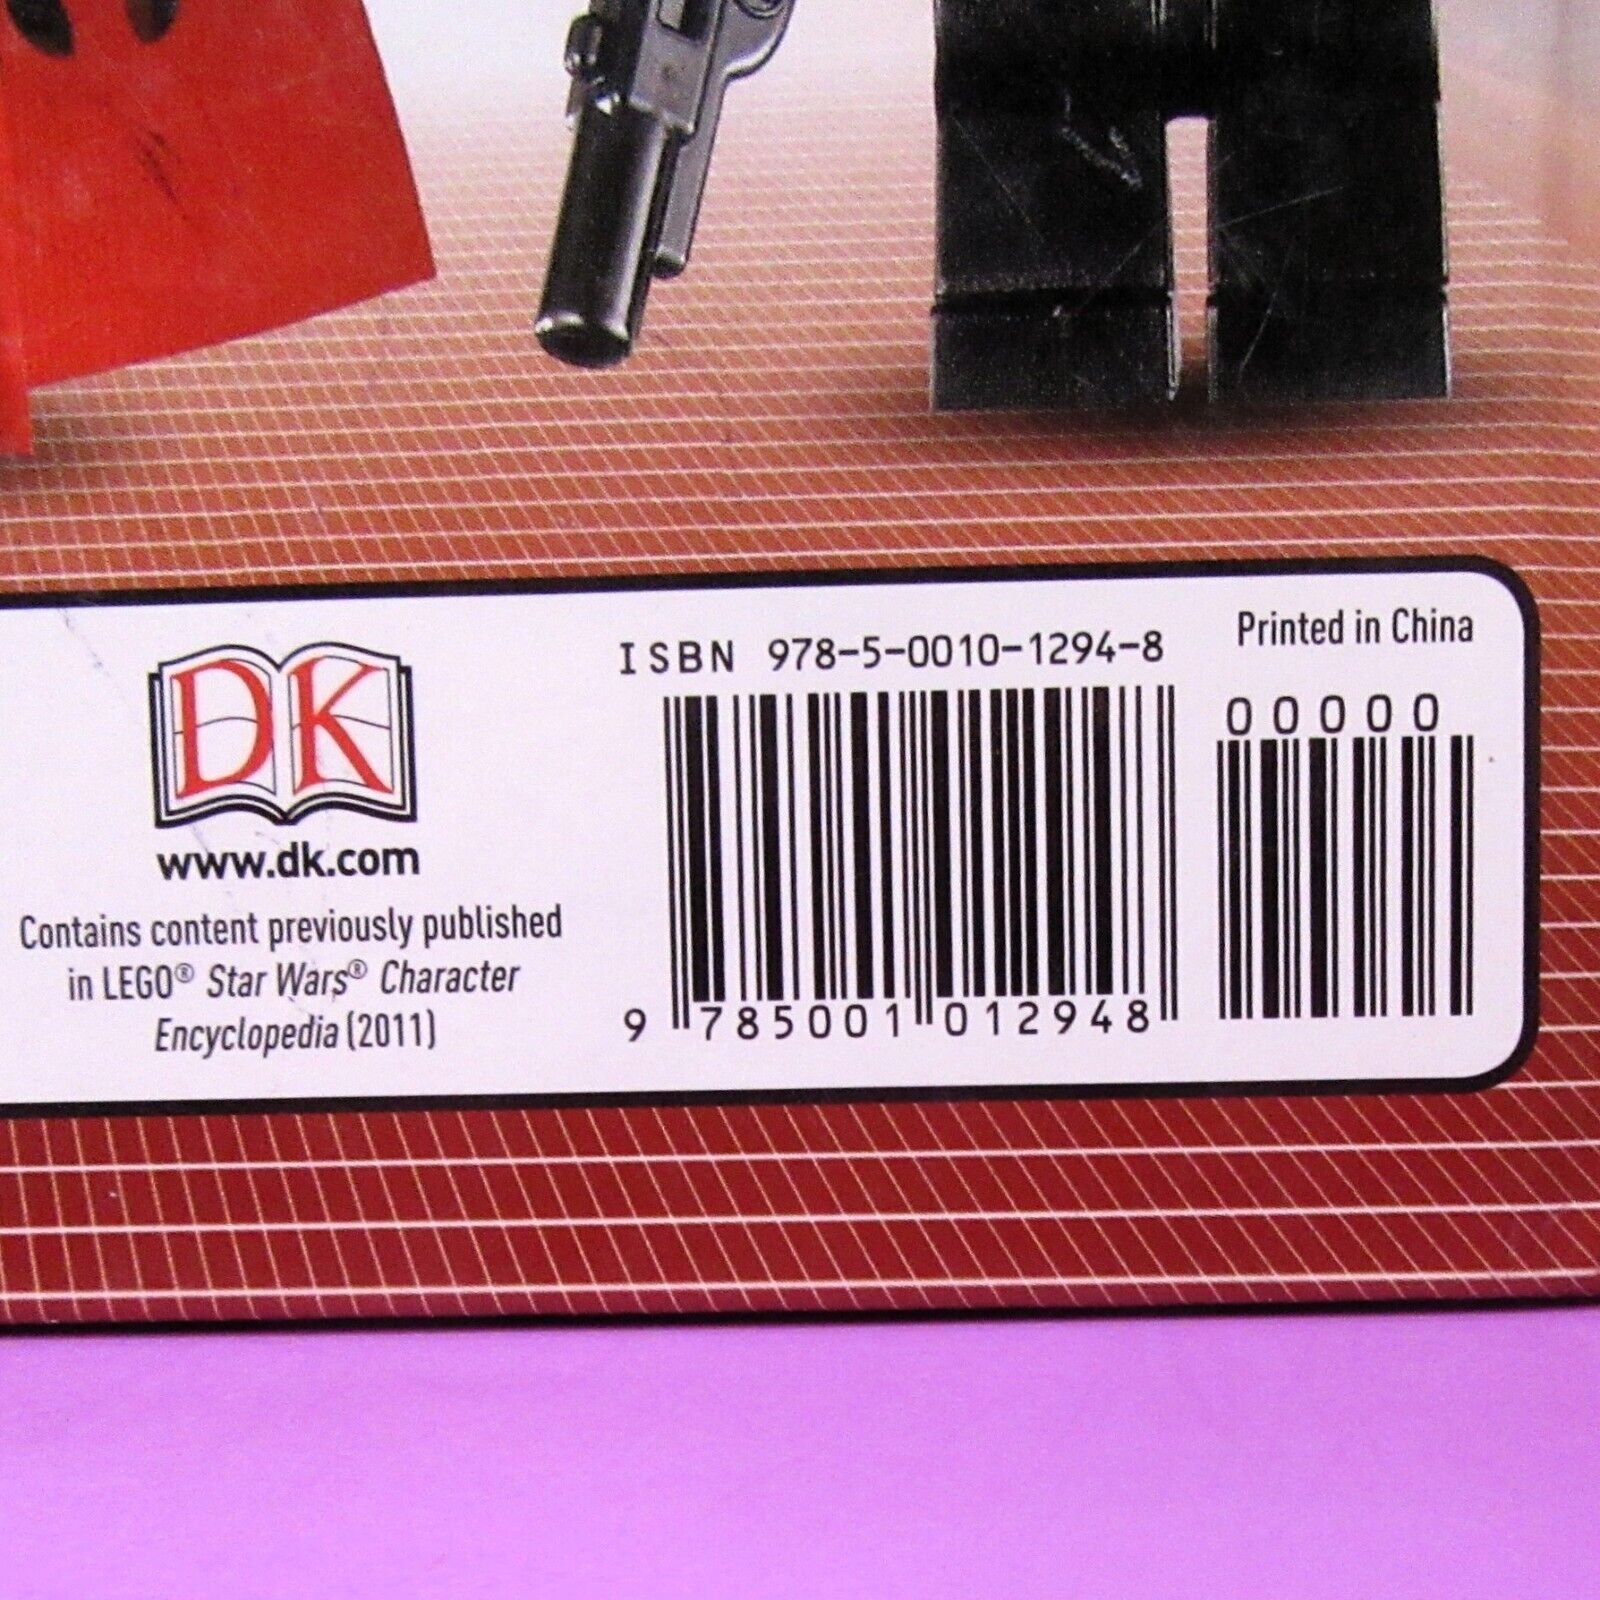 DK
www.dk.com
Contains content previously published
in LEGO® Star Wars® Character
Encyclopedia (2011)
ISBN 978-5-0010-1294-8
9 785001 012948
Printed in China
00000